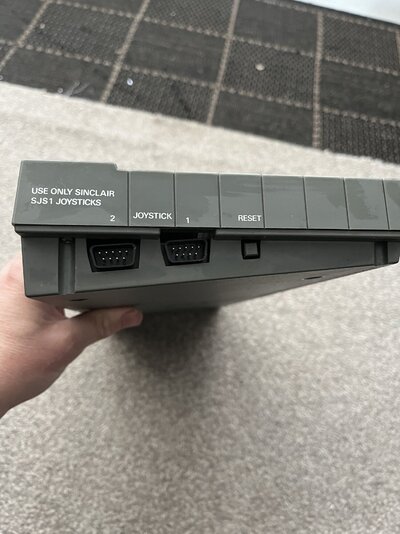 USE ONLY SINCLAIR
SJS1 JOYSTICKS
2 JOYSTICK 1 RESET